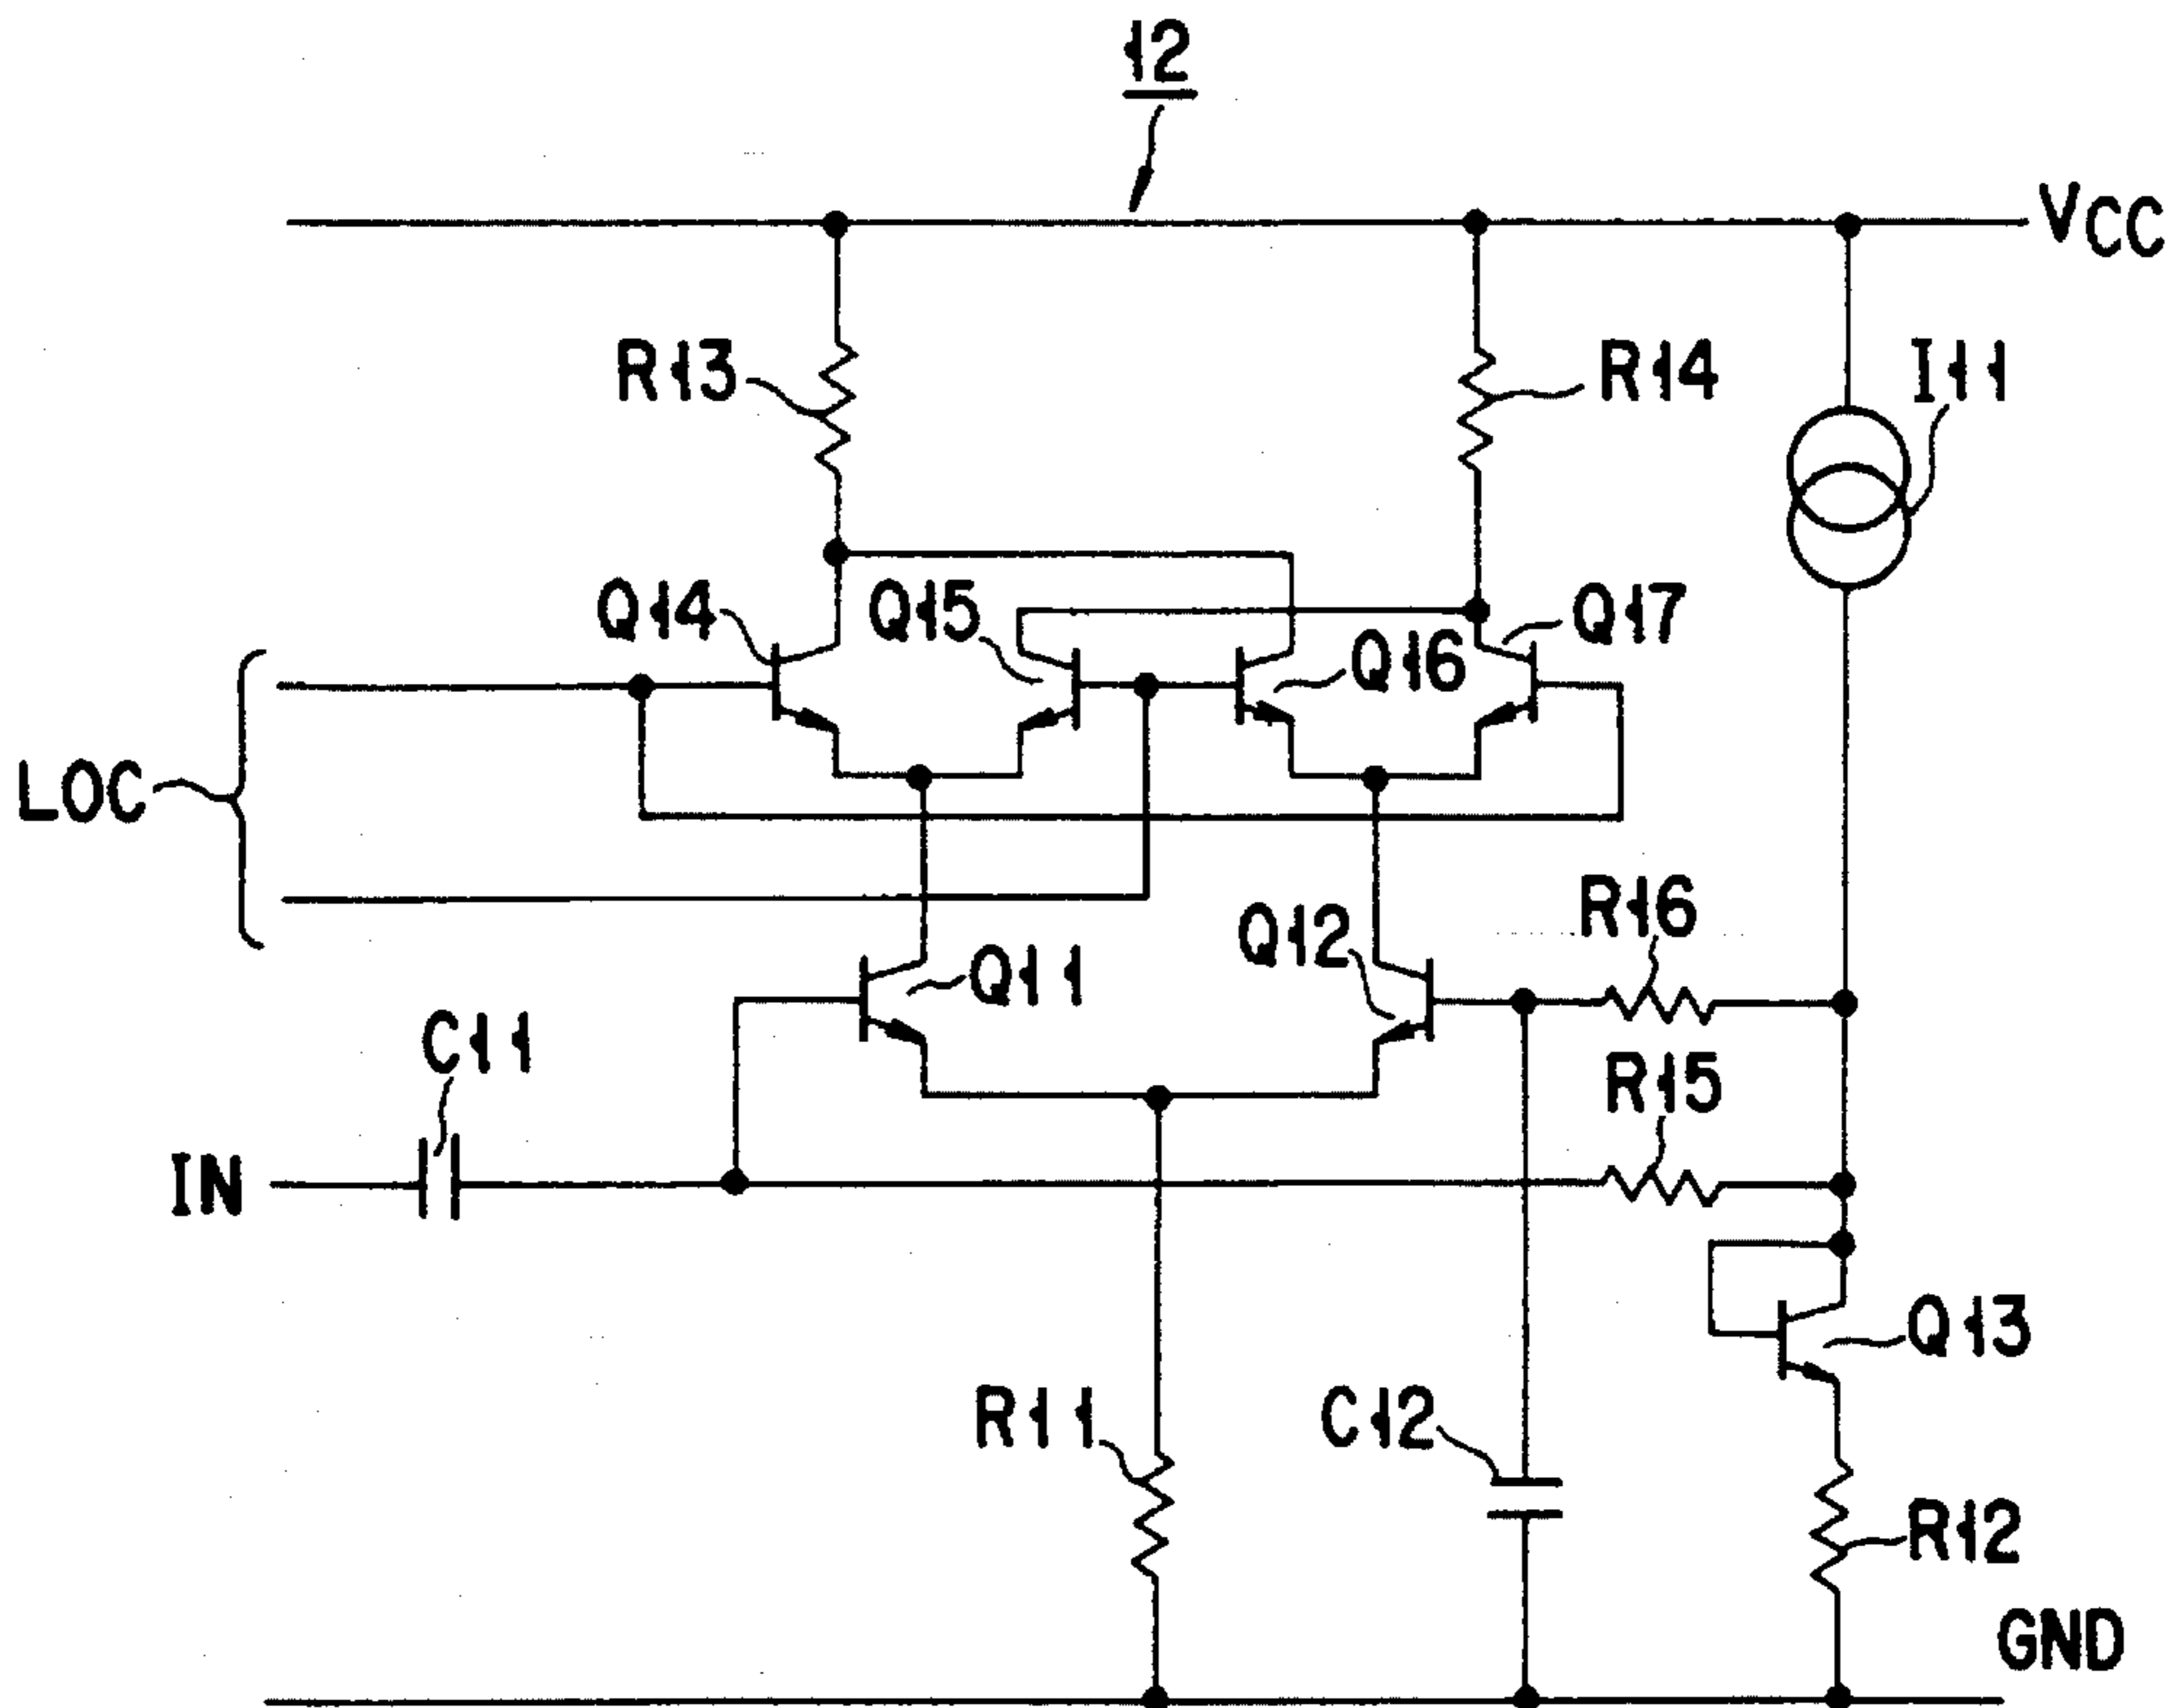 12
VCC
R13
R14
I11
Q14
Q15
Q16
Q17
LOC
R16
Q12
Q11
C11
R15
IN
Q13
R11
C12
R12
GND